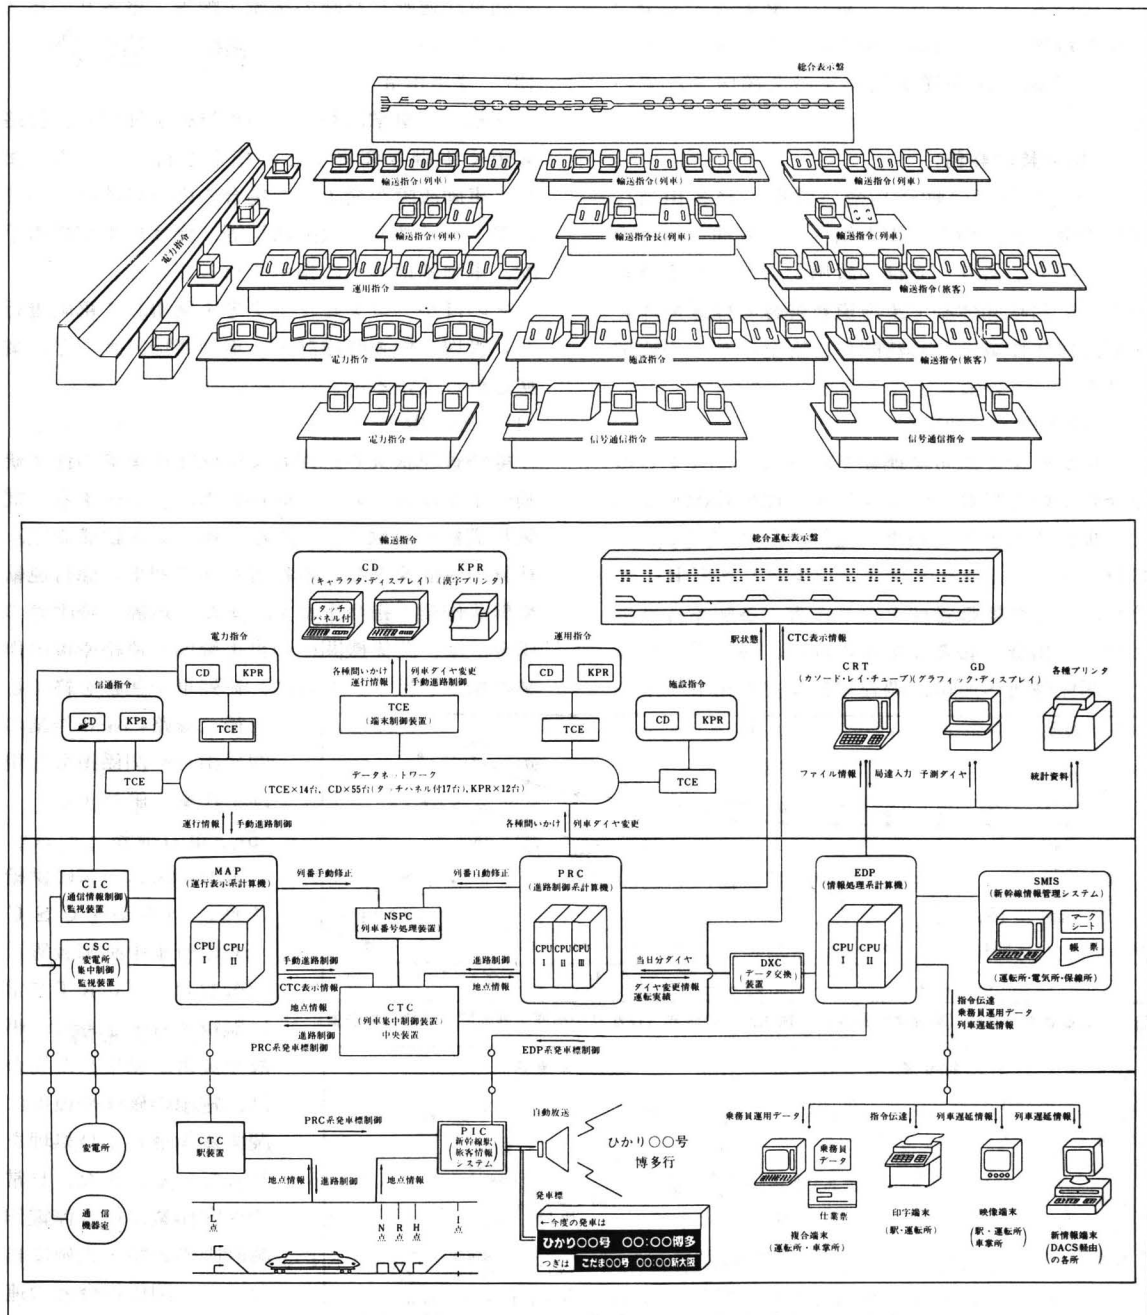 総合表示盤
電力指令
輸送指令(列車)
輸送指令(列車)
輸送指令(列車)
輸送指令(列車)
輸送指令長(列車)
輸送指令(列車)
運用指令
輸送指令(旅客)
電力指令
施設指令
輸送指令(旅客)
電力指令
信号通信指令
信号通信指令
輸送指令
CD
(キャラクタ・ディスプレイ)
KPR
(漢字プリンタ)
タッチ
パネル付
総合運転表示盤
駅状態
CTC表示情報
電力指令
CD
KPR
TCE
信通指令
CD
KPR
TCE
各種問いかけ
運行情報
列車ダイヤ変更
手動進路制御
TCE
(端末制御装置)
運用指令
CD
KPR
TCE
施設指令
CD
KPR
TCE
CRT
(カソード・レイ・チューブ)
GD
(グラフィック・ディスプレイ)
各種プリンタ
ファイル情報
局達入力
予測ダイヤ
統計資料
データネットワーク
(TCE×14台、CD×55台(タッチパネル付17台)、KPR×12台)
運行情報
手動進路制御
各種問いかけ
列車ダイヤ変更
CIC
(通信情報制御
監視装置)
CSC
(変電所
集中制御
監視装置)
MAP
(運行表示系計算機)
CPU
I
CPU
II
列番手動修正
列番自動修正
NSPC
(列車番号処理装置)
PRC
(進路制御系計算機)
CPU
I
CPU
II
CPU
III
手動進路制御
CTC表示情報
進路制御
地点情報
CTC
(列車集中制御装置)
中央装置
地点情報
進路制御
PRC系発車標制御
当日分ダイヤ
ダイヤ変更情報
運転実績
DXC
(データ交換
装置)
EDP
(情報処理系計算機)
CPU
I
CPU
II
SMIS
(新幹線情報管理システム)
マーク
シート
帳票
(運転所・電気所・保線所)
EDP系発車標制御
指令伝達
乗務員運用データ
列車遅延情報
変電所
通信
機器室
CTC
駅装置
PRC系発車標制御
地点情報
進路制御
地点情報
PIC
(新幹線駅
旅客情報
システム)
自動放送
ひかり○○号
博多行
発車標
←今度の発車は
ひかり○○号 ○○:○○博多
つぎは こだま○○号 ○○:○○新大阪
L
点
N
点
R
点
H
点
I
点
乗務員運用データ
指令伝達
列車遅延情報
列車遅延情報
乗務員
データ
仕業票
複合端末
(運転所・車掌所)
印字端末
(駅・運転所)
映像端末
(駅・運転所
車掌所)
新情報端末
(DACS経由
の各所)